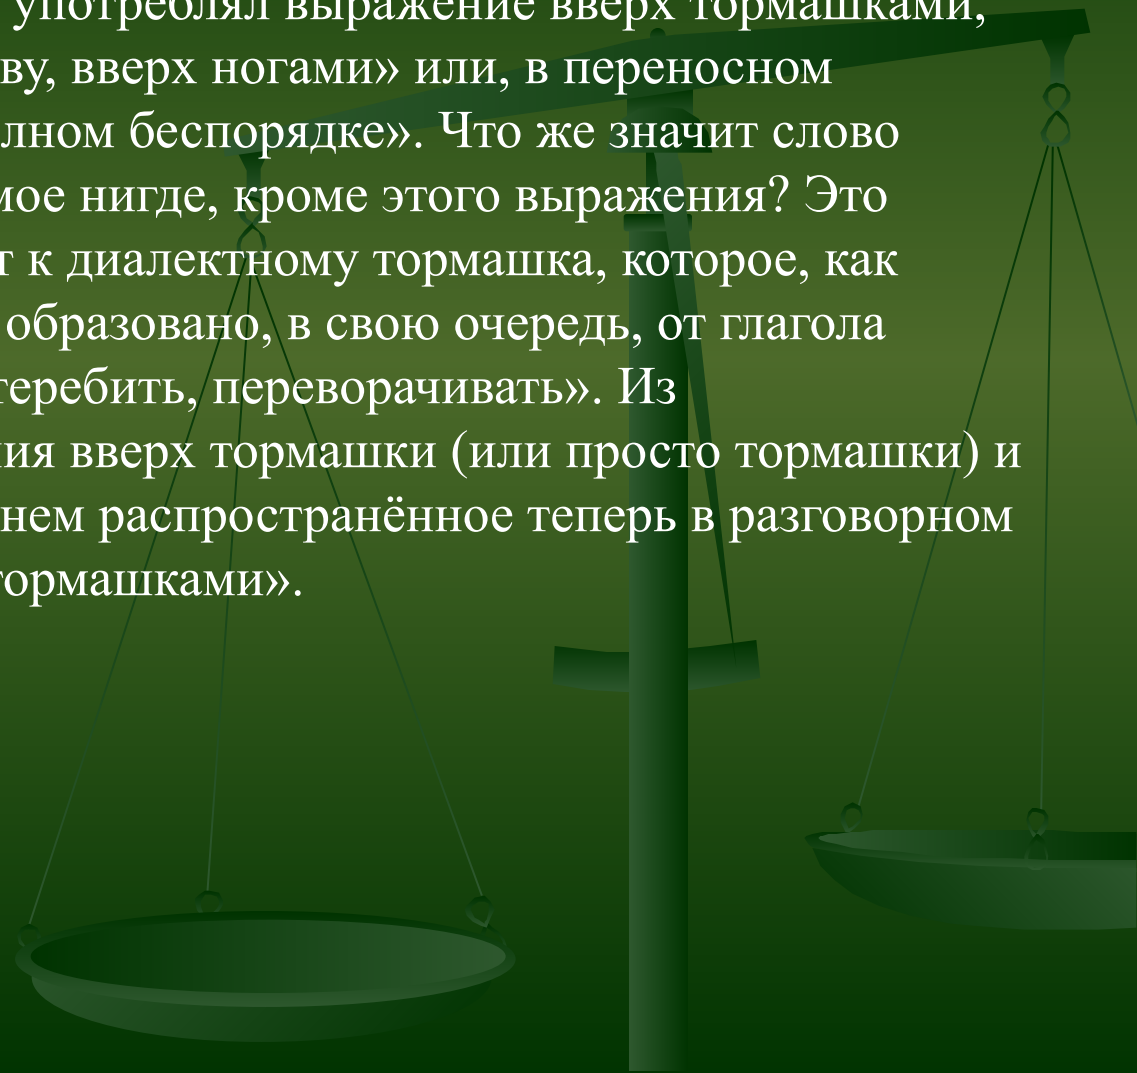 употреблял выражение вверх тормашками,
ву, вверх ногами» или, в переносном
лном беспорядке». Что же значит слово
мое нигде, кроме этого выражения? Это
т к диалектному тормашка, которое, как
образовано, в свою очередь, от глагола
теребить, переворачивать». Из
ия вверх тормашки (или просто тормашки) и
нем распространённое теперь в разговорном
тормашками».